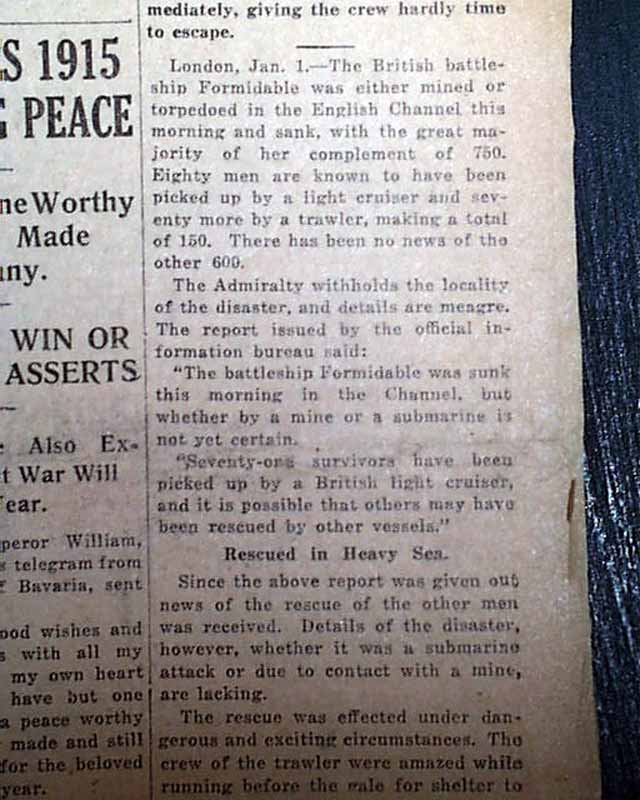 S 1915
G PEACE
ne Worthy
Made
any.
WIN OR
ASSERTS
e Also Ex-
t War Will
Year.
peror William,
s telegram from
f Bavaria, sent
ood wishes and
s with all my
my own heart
have but one
a peace worthy
made and still
for the beloved
year.
mediately, giving the crew hardly time
to escape.
London, Jan. 1.—The British battle-
ship Formidable was either mined or
torpedoed in the English Channel this
morning and sank, with the great ma-
jority of her complement of 750.
Eighty men are known to have been
picked up by a light cruiser and sev-
enty more by a trawler, making a total
of 150. There has been no news of the
other 600.
The Admiralty withholds the locality
of the disaster, and details are meagre.
The report issued by the official in-
formation bureau said:
"The battleship Formidable was sunk
this morning in the Channel, but
whether by a mine or a submarine is
not yet certain.
"Seventy-one survivors have been
picked up by a British light cruiser,
and it is possible that others may have
been rescued by other vessels."
Rescued in Heavy Sea.
Since the above report was given out
news of the rescue of the other men
was received. Details of the disaster,
however, whether it was a submarine
attack or due to contact with a mine,
are lacking.
The rescue was effected under dan-
gerous and exciting circumstances. The
crew of the trawler were amazed while
running before the gale for shelter to